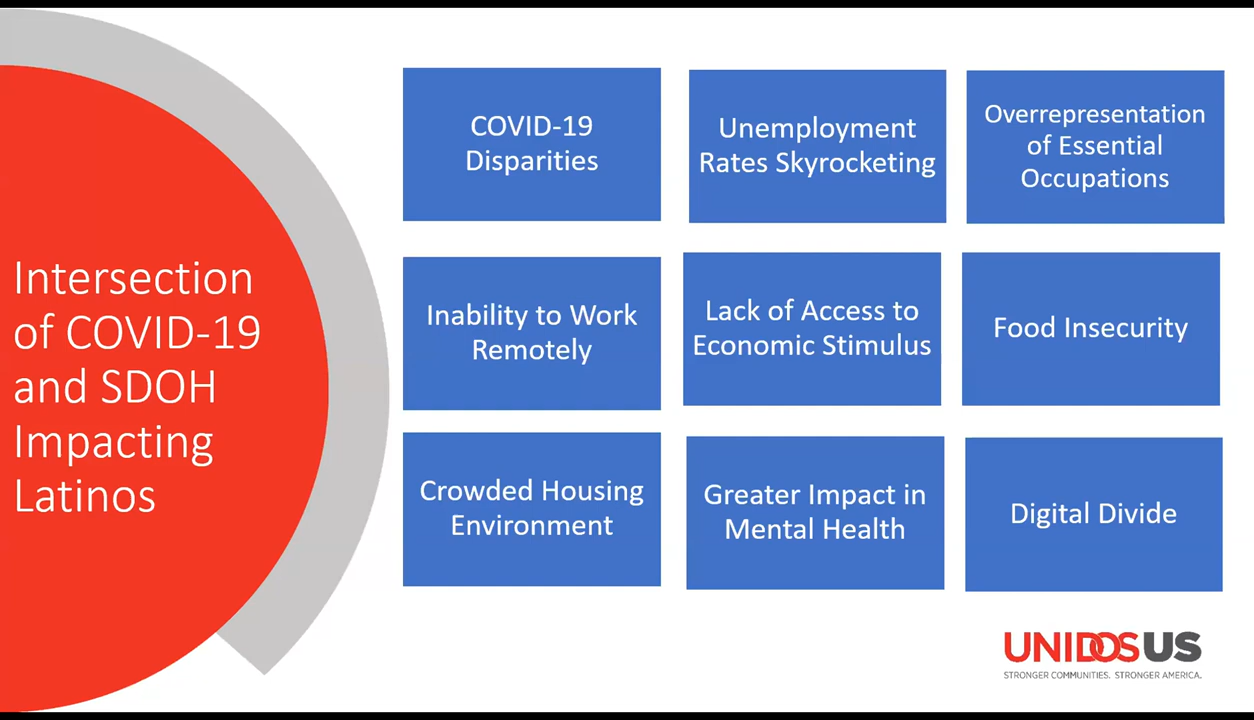 Intersection
of COVID-19
and SDOH
Impacting
Latinos
COVID-19
Disparities
Unemployment
Rates Skyrocketing
Overrepresentation
of Essential
Occupations
Inability to Work
Remotely
Lack of Access to
Economic Stimulus
Food Insecurity
Crowded Housing
Environment
Greater Impact in
Mental Health
Digital Divide
UNIDOSUS
STRONGER COMMUNITIES. STRONGER AMERICA.